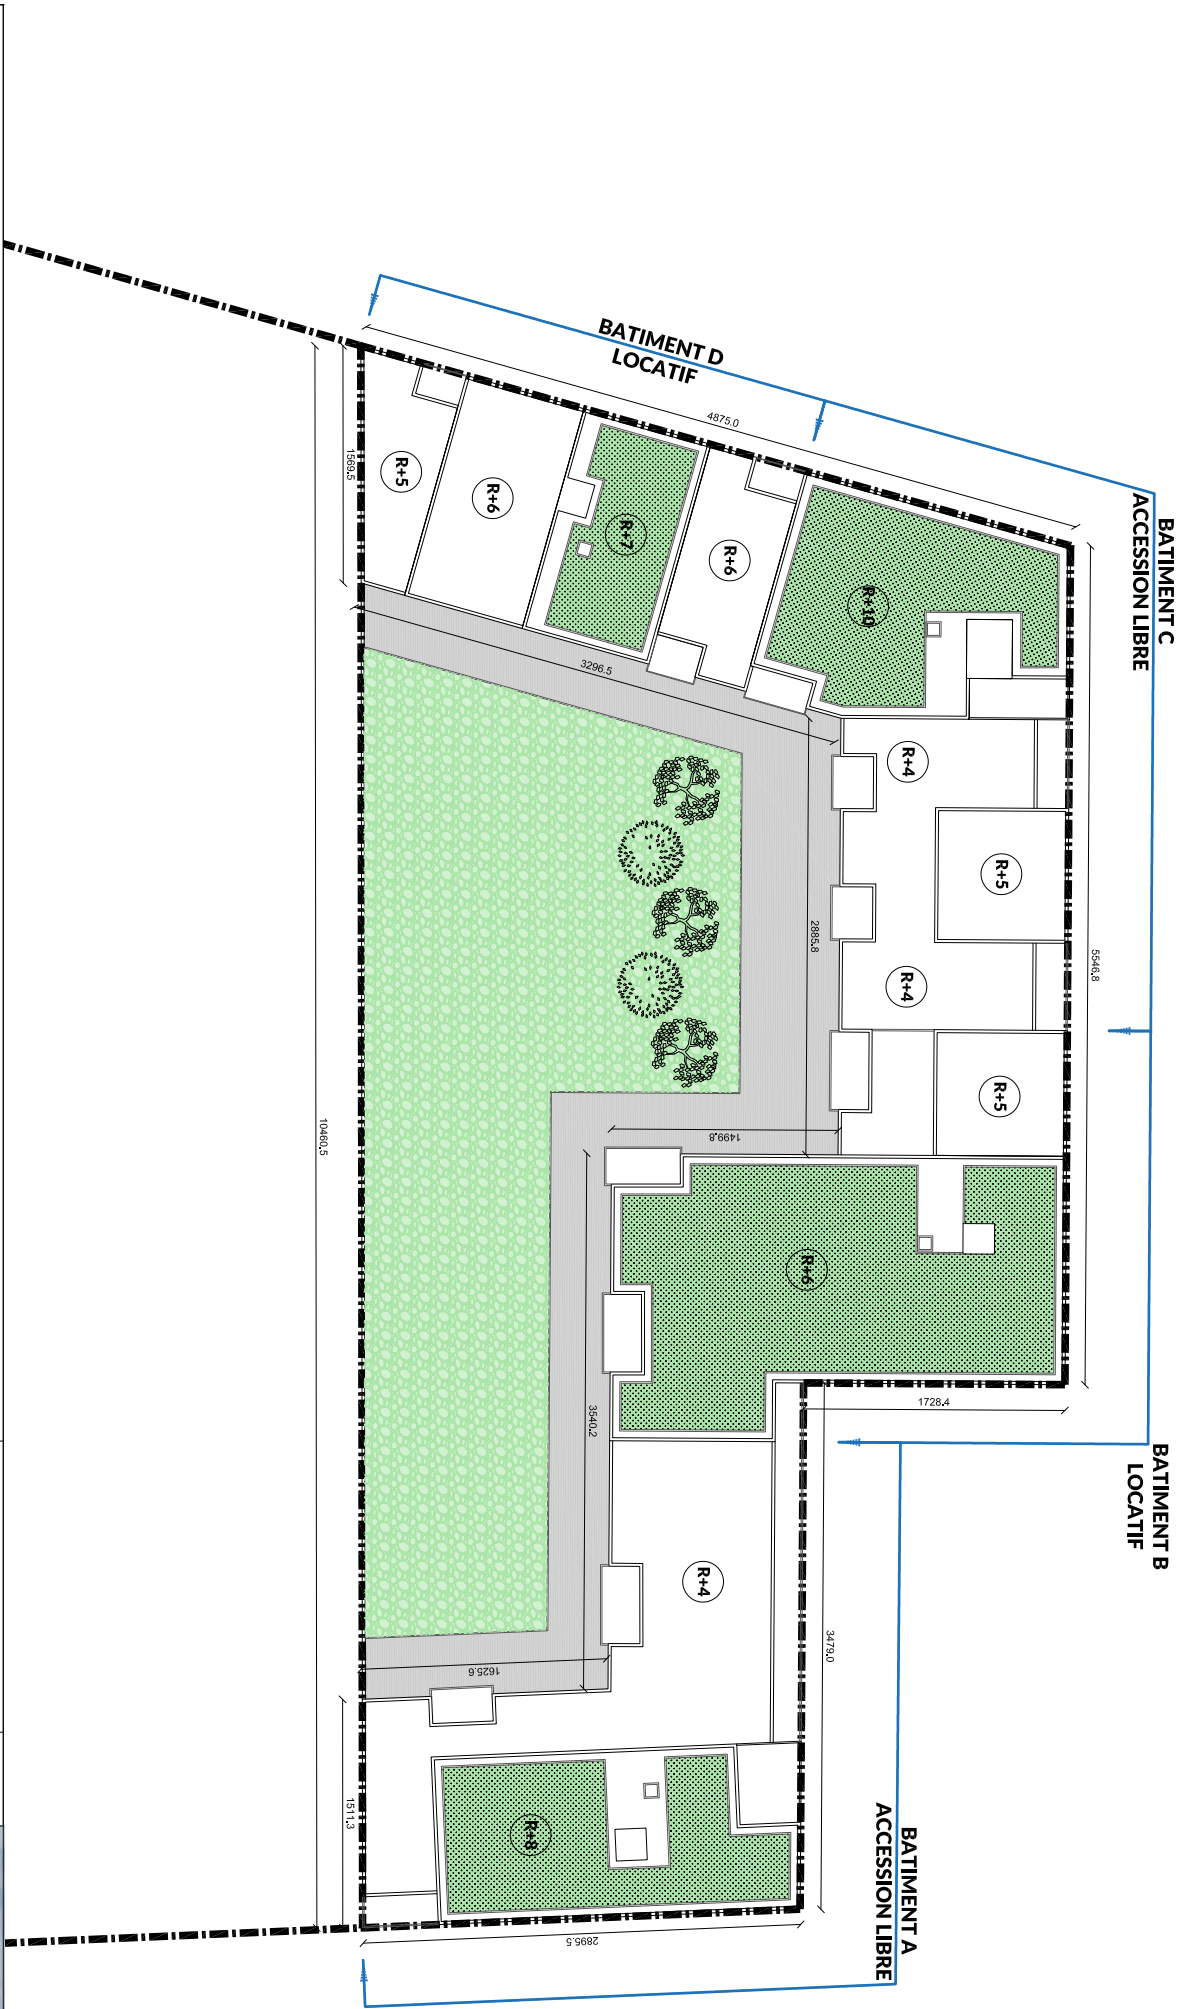 BATIMENT C
ACCESSION LIBRE
BATIMENT B
LOCATIF
BATIMENT A
ACCESSION LIBRE
BATIMENT D
LOCATIF
5546.8
4875.0
1728.4
3479.0
2895.5
R+10
R+4
R+5
R+4
R+5
R+6
R+4
R+8
R+6
R+7
R+6
R+5
3296.5
2885.8
1499.8
3540.2
1625.6
1569.5
1511.3
10460.5